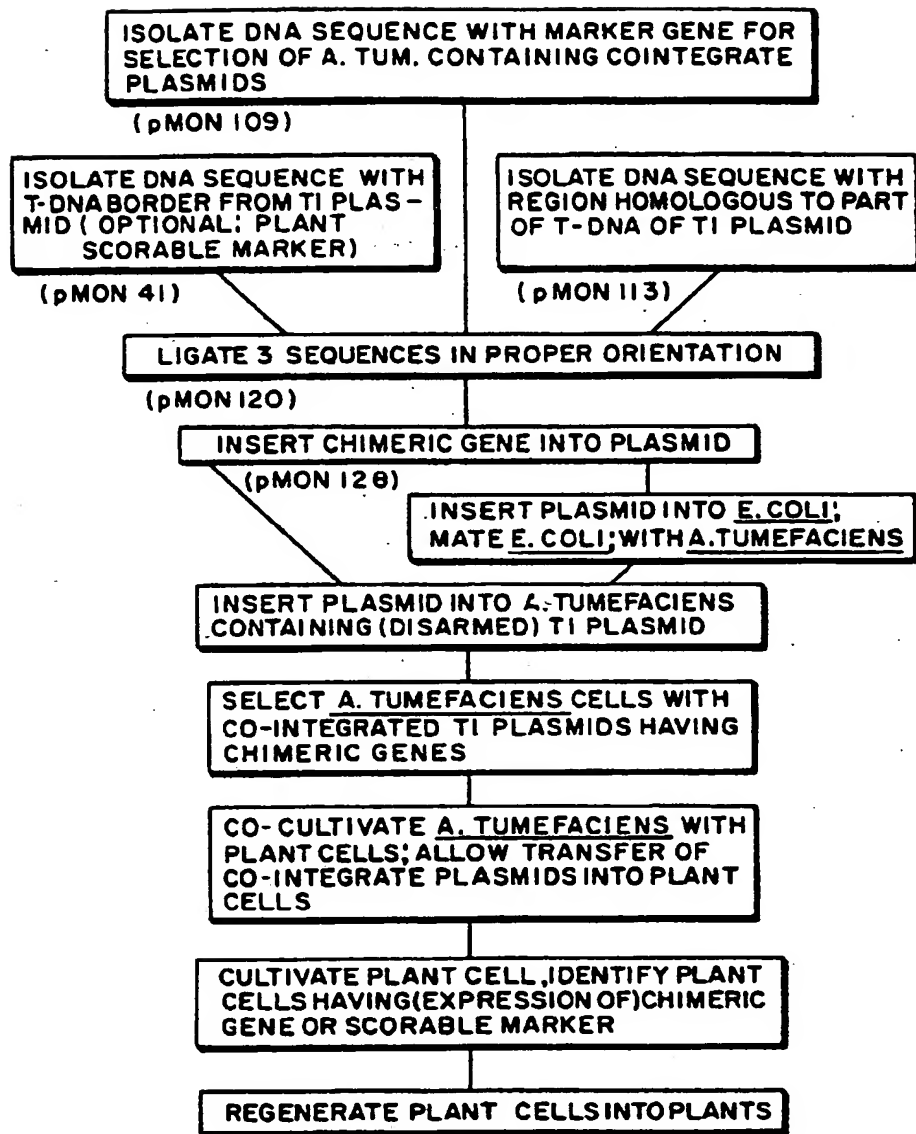 ISOLATE DNA SEQUENCE WITH MARKER GENE FOR
SELECTION OF A. TUM. CONTAINING COINTEGRATE
PLASMIDS
(pMON 109)
ISOLATE DNA SEQUENCE WITH
T-DNA BORDER FROM TI PLAS-
MID (OPTIONAL: PLANT
SCORABLE MARKER)
(pMON 41)
ISOLATE DNA SEQUENCE WITH
REGION HOMOLOGOUS TO PART
OF T-DNA OF TI PLASMID
(pMON 113)
LIGATE 3 SEQUENCES IN PROPER ORIENTATION
(pMON 120)
INSERT CHIMERIC GENE INTO PLASMID
(pMON 128)
INSERT PLASMID INTO E. COLI;
MATE E. COLI; WITH A. TUMEFACIENS
INSERT PLASMID INTO A. TUMEFACIENS
CONTAINING (DISARMED) TI PLASMID
SELECT A. TUMEFACIENS CELLS WITH
CO-INTEGRATED TI PLASMIDS HAVING
CHIMERIC GENES
CO-CULTIVATE A. TUMEFACIENS WITH
PLANT CELLS; ALLOW TRANSFER OF
CO-INTEGRATE PLASMIDS INTO PLANT
CELLS
CULTIVATE PLANT CELL, IDENTIFY PLANT
CELLS HAVING (EXPRESSION OF) CHIMERIC
GENE OR SCORABLE MARKER
REGENERATE PLANT CELLS INTO PLANTS